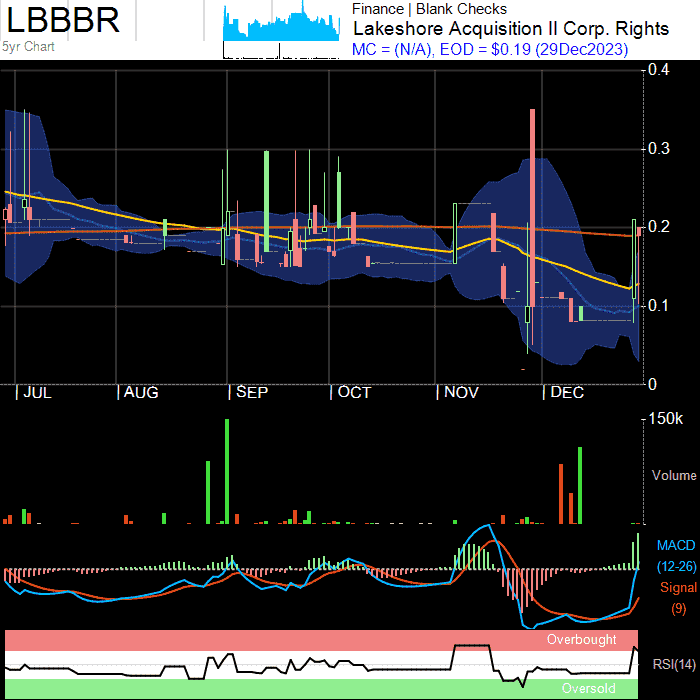 LBBBR
5yr Chart
Finance | Blank Checks
Lakeshore Acquisition II Corp. Rights
MC = (N/A), EOD = $0.19 (29Dec2023)
0.4
0.3
0.2
0.1
0
JUL AUG SEP OCT NOV DEC
150k
Volume
MACD
(12-26)
Signal
(9)
Overbought
RSI(14)
Oversold